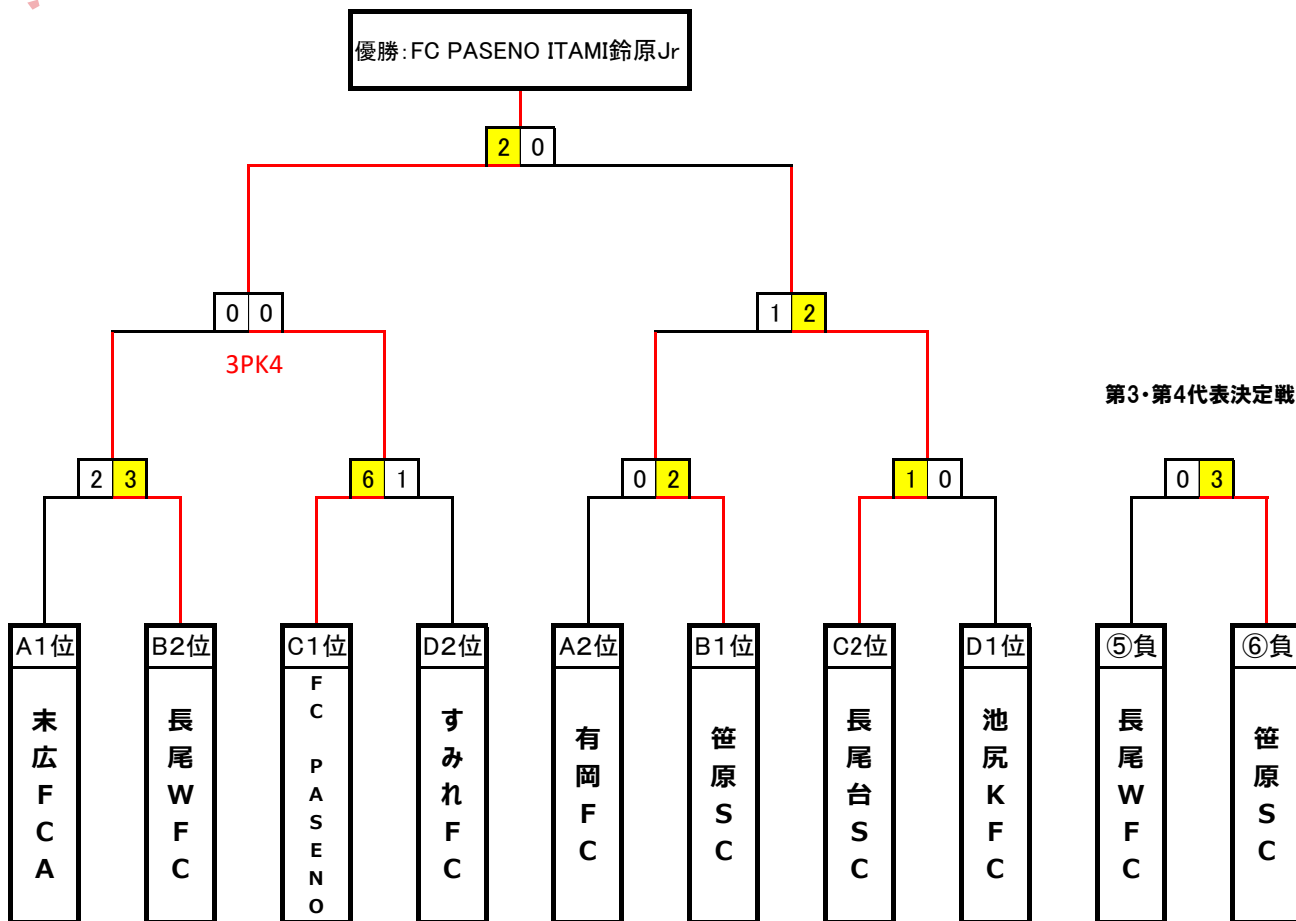 優勝:FC PASENO ITAMI鈴原Jr
2 0
0 0
1 2
3PK4
第3・第4代表決定戦
2 3
6 1
0 2
1 0
0 3
A1位
B2位
C1位
D2位
A2位
B1位
C2位
D1位
⑤負
⑥負
末広FCA
長尾WFC
FC PASENO
すみれFC
有岡FC
笹原SC
長尾台SC
池尻KFC
長尾WFC
笹原SC